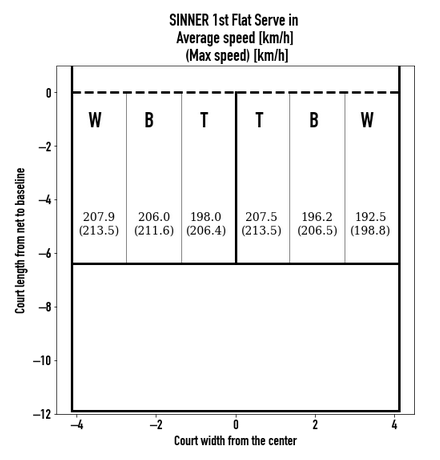 SINNER 1st Flat Serve in
Average speed [km/h]
(Max speed) [km/h]
W B T T B W
207.9 206.0 198.0 207.5 196.2 192.5
(213.5) (211.6) (206.4) (213.5) (206.5) (198.8)
Court length from net to baseline
0
−2
−4
−6
−8
−10
−12
−4 −2 0 2 4
Court width from the center